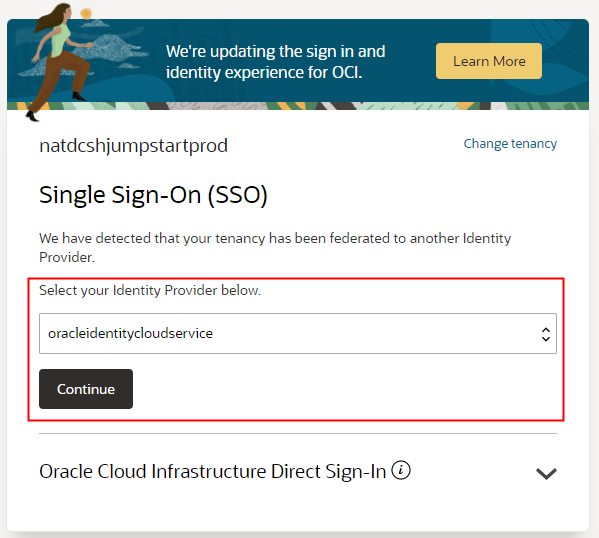 We're updating the sign in and
identity experience for OCI.
Learn More
natdcshjumpstartprod
Change tenancy
Single Sign-On (SSO)
We have detected that your tenancy has been federated to another Identity
Provider.
Select your Identity Provider below.
oracleidentitycloudservice
Continue
Oracle Cloud Infrastructure Direct Sign-In